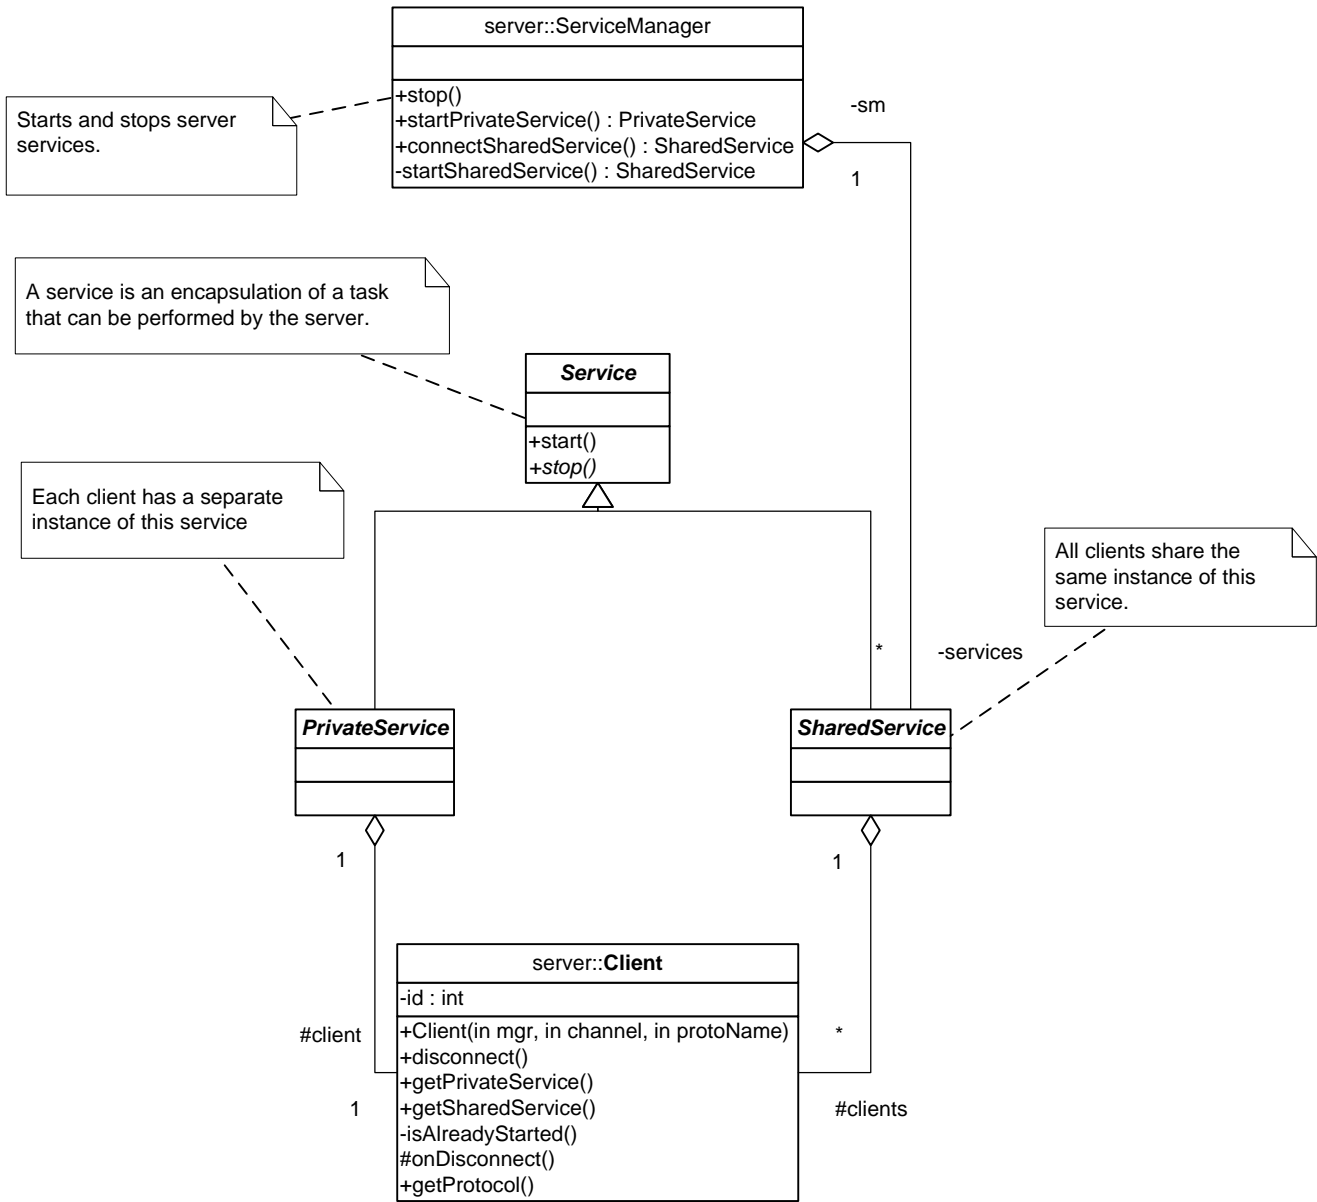 server::ServiceManager
+stop()
+startPrivateService() : PrivateService
+connectSharedService() : SharedService
-startSharedService() : SharedService
Starts and stops server
services.
-sm
1
A service is an encapsulation of a task
that can be performed by the server.
Service
+start()
+stop()
Each client has a separate
instance of this service
All clients share the
same instance of this
service.
*
-services
PrivateService
SharedService
1
1
server::Client
-id : int
+Client(in mgr, in channel, in protoName)
+disconnect()
+getPrivateService()
+getSharedService()
-isAlreadyStarted()
#onDisconnect()
+getProtocol()
#client
1
*
#clients